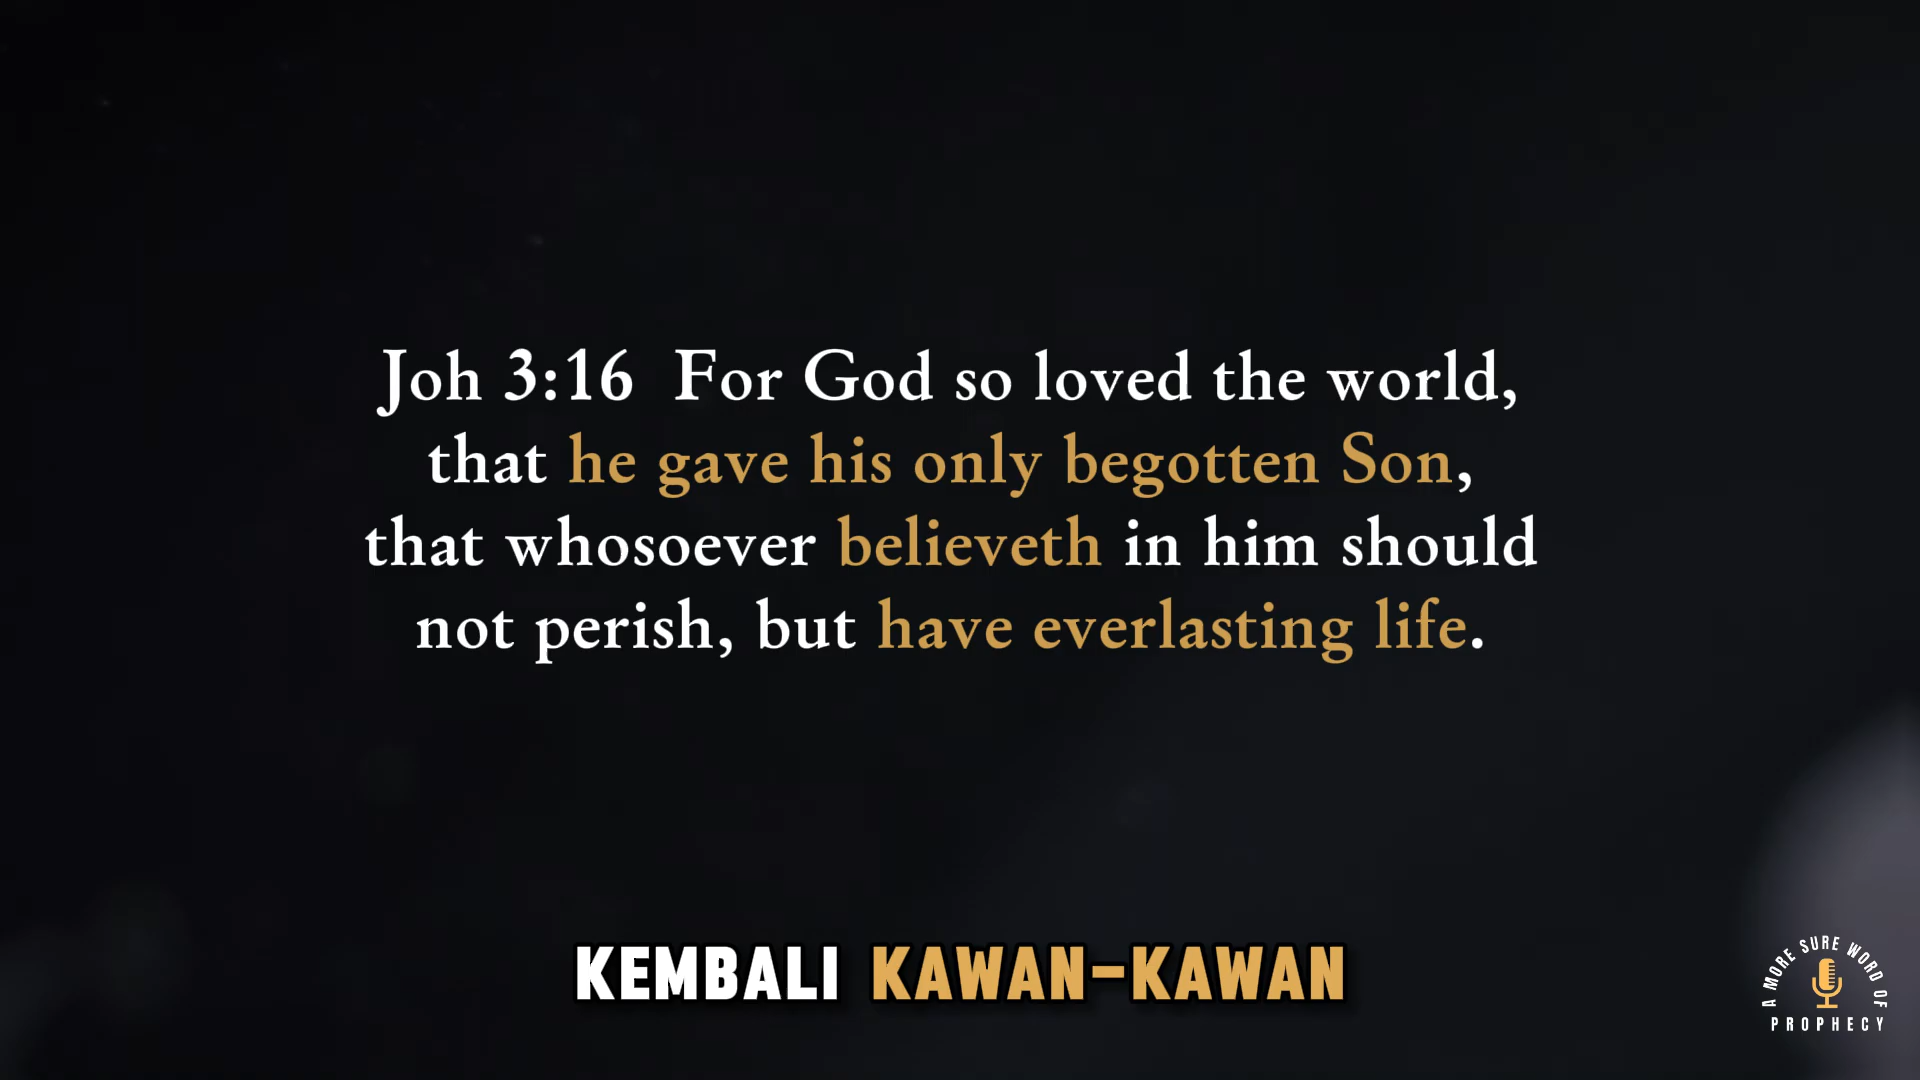 Joh 3:16  For God so loved the world,
that he gave his only begotten Son,
that whosoever believeth in him should
not perish, but have everlasting life.
KEMBALI KAWAN-KAWAN
A MORE SURE WORD OF
PROPHECY